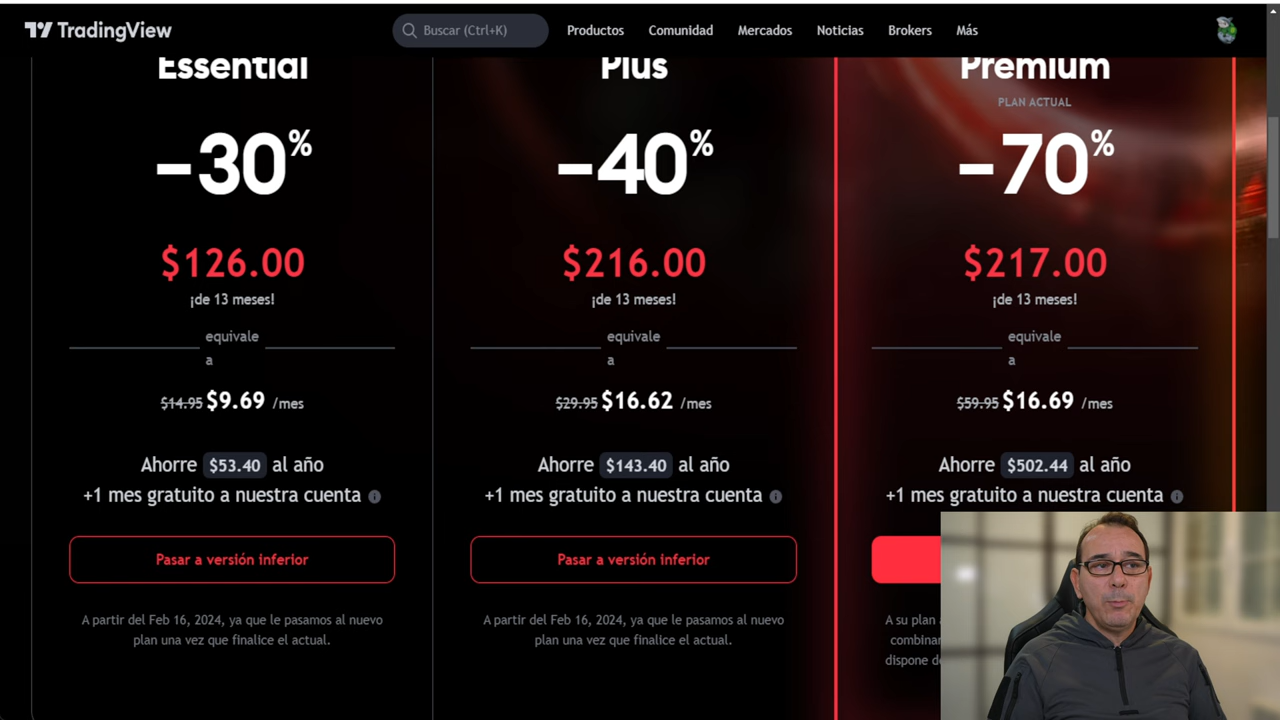 TradingView
Buscar (Ctrl+K)
Productos
Comunidad
Mercados
Noticias
Brokers
Más
Essential
-30%
$126.00
¡de 13 meses!
equivale
a
$14.95 $9.69 /mes
Ahorre $53.40 al año
+1 mes gratuito a nuestra cuenta
Pasar a versión inferior
A partir del Feb 16, 2024, ya que le pasamos al nuevo
plan una vez que finalice el actual.
Plus
-40%
$216.00
¡de 13 meses!
equivale
a
$29.95 $16.62 /mes
Ahorre $143.40 al año
+1 mes gratuito a nuestra cuenta
Pasar a versión inferior
A partir del Feb 16, 2024, ya que le pasamos al nuevo
plan una vez que finalice el actual.
Premium
PLAN ACTUAL
-70%
$217.00
¡de 13 meses!
equivale
a
$59.95 $16.69 /mes
Ahorre $502.44 al año
+1 mes gratuito a nuestra cuenta
A su plan
combinar
dispone